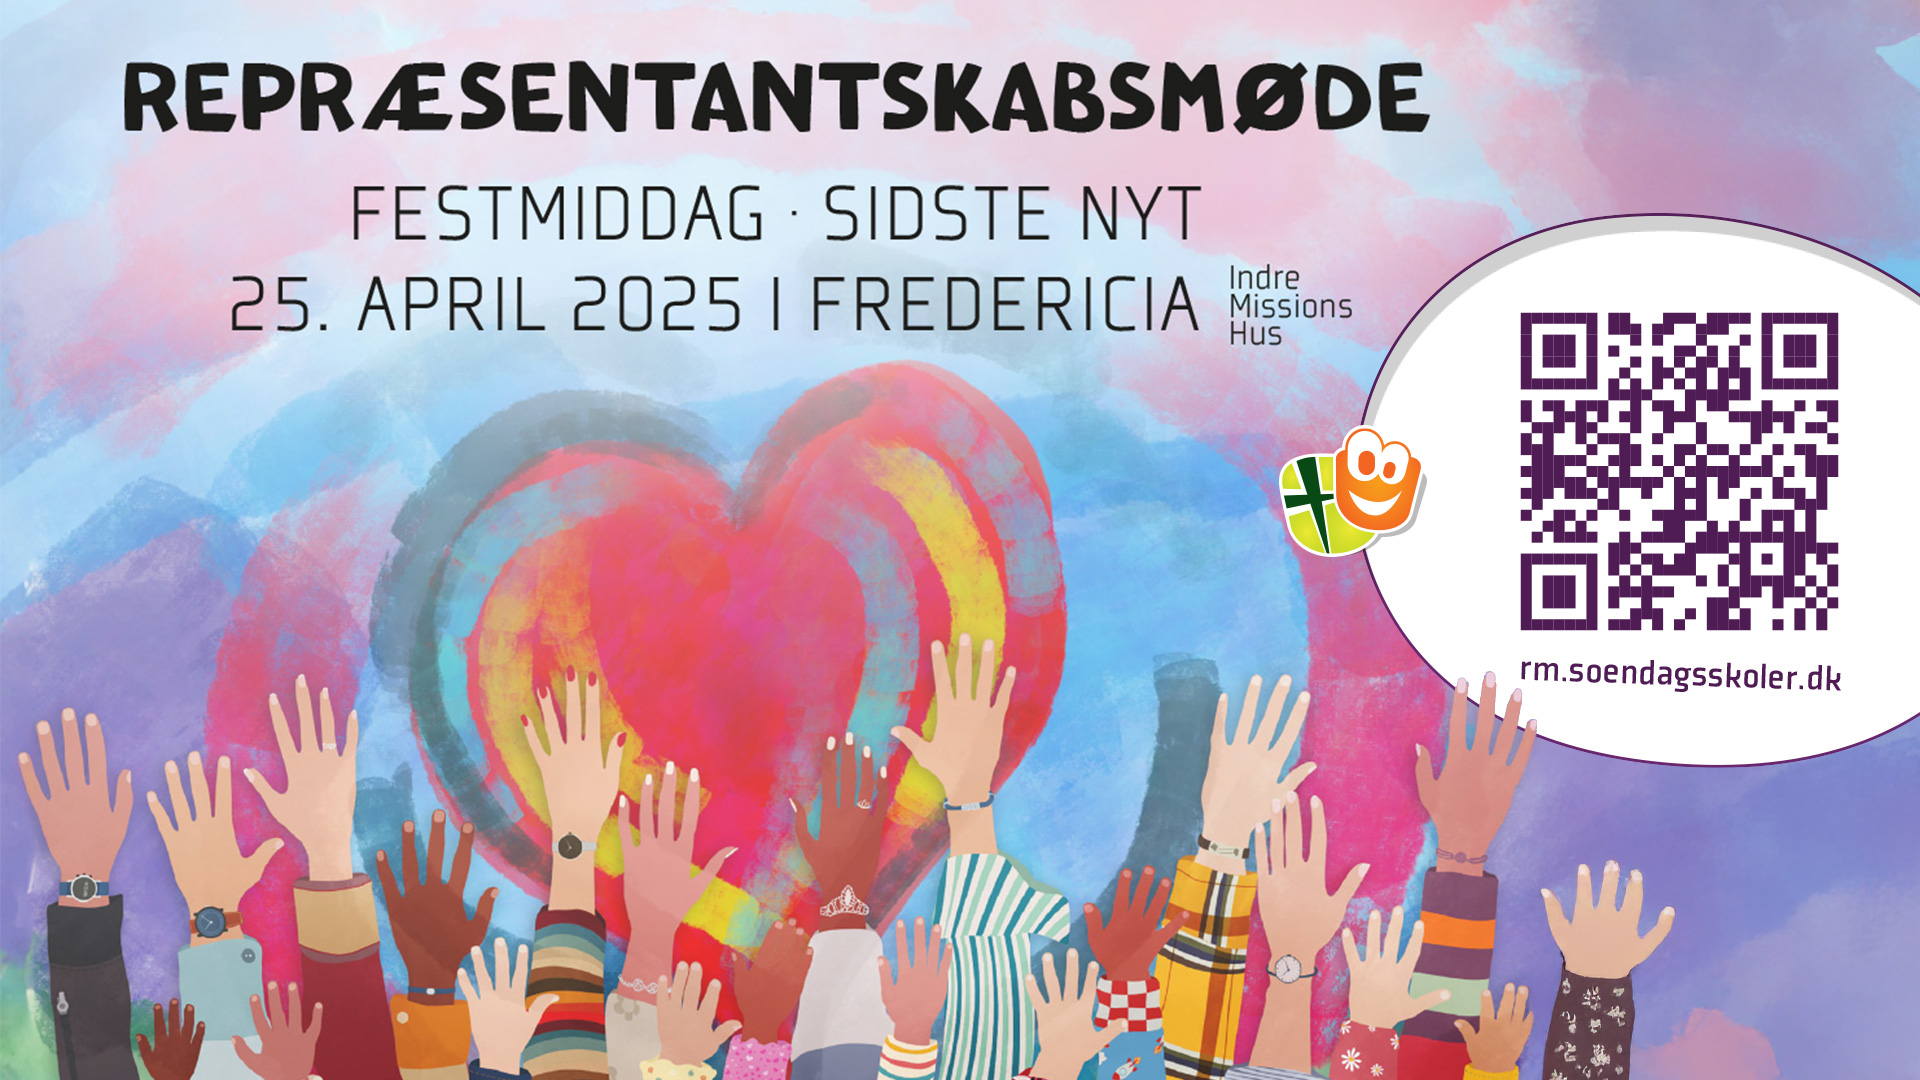 REPRÆSENTANTSKABSMØDE
FESTMIDDAG · SIDSTE NYT
25. APRIL 2025 I FREDERICIA
Indre
Missions
Hus
rm.soendagsskoler.dk